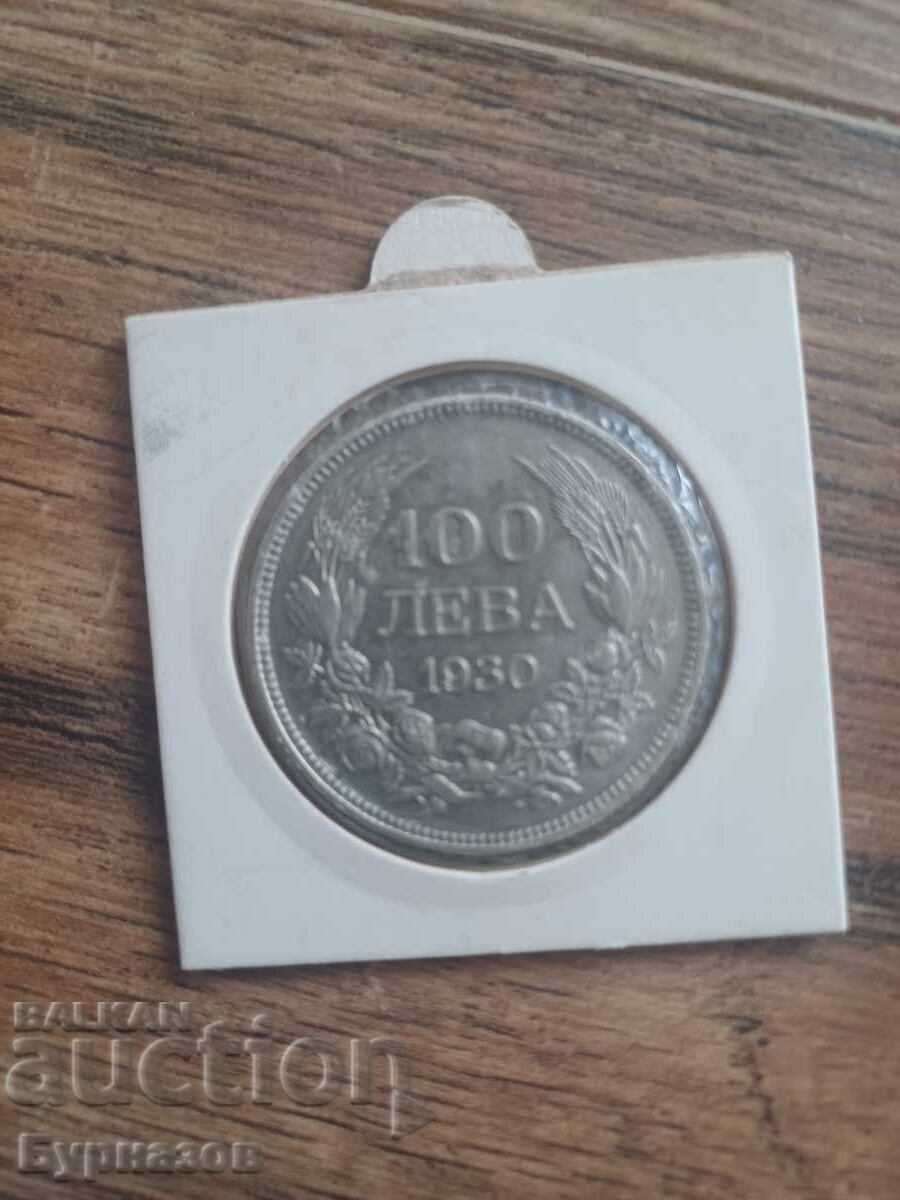 100
ЛЕВА
1930
BALKAN
auction
Бурназов